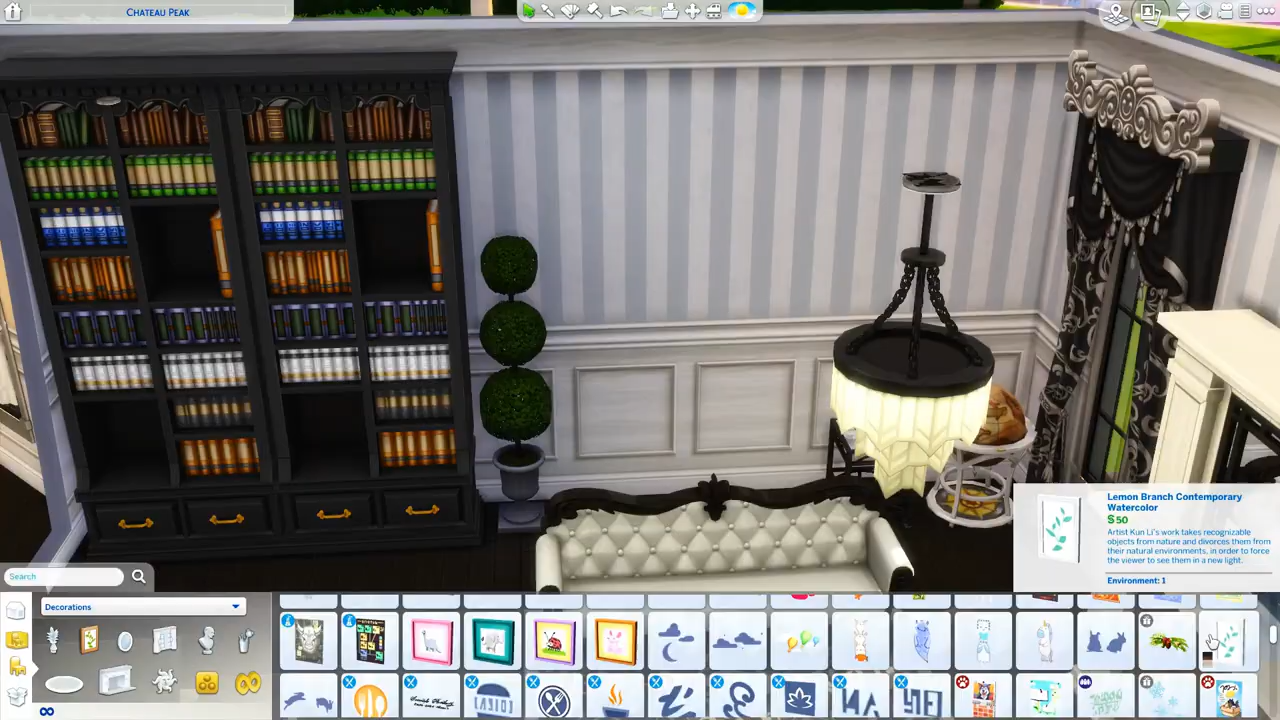 CHATEAU PEAK
Lemon Branch Contemporary
Watercolor
§50
Artist Kun Li's work takes recognizable
objects from nature and divorces them from
their natural environments, in order to force
the viewer to see them in a new light.
Environment: 1
Search
Decorations